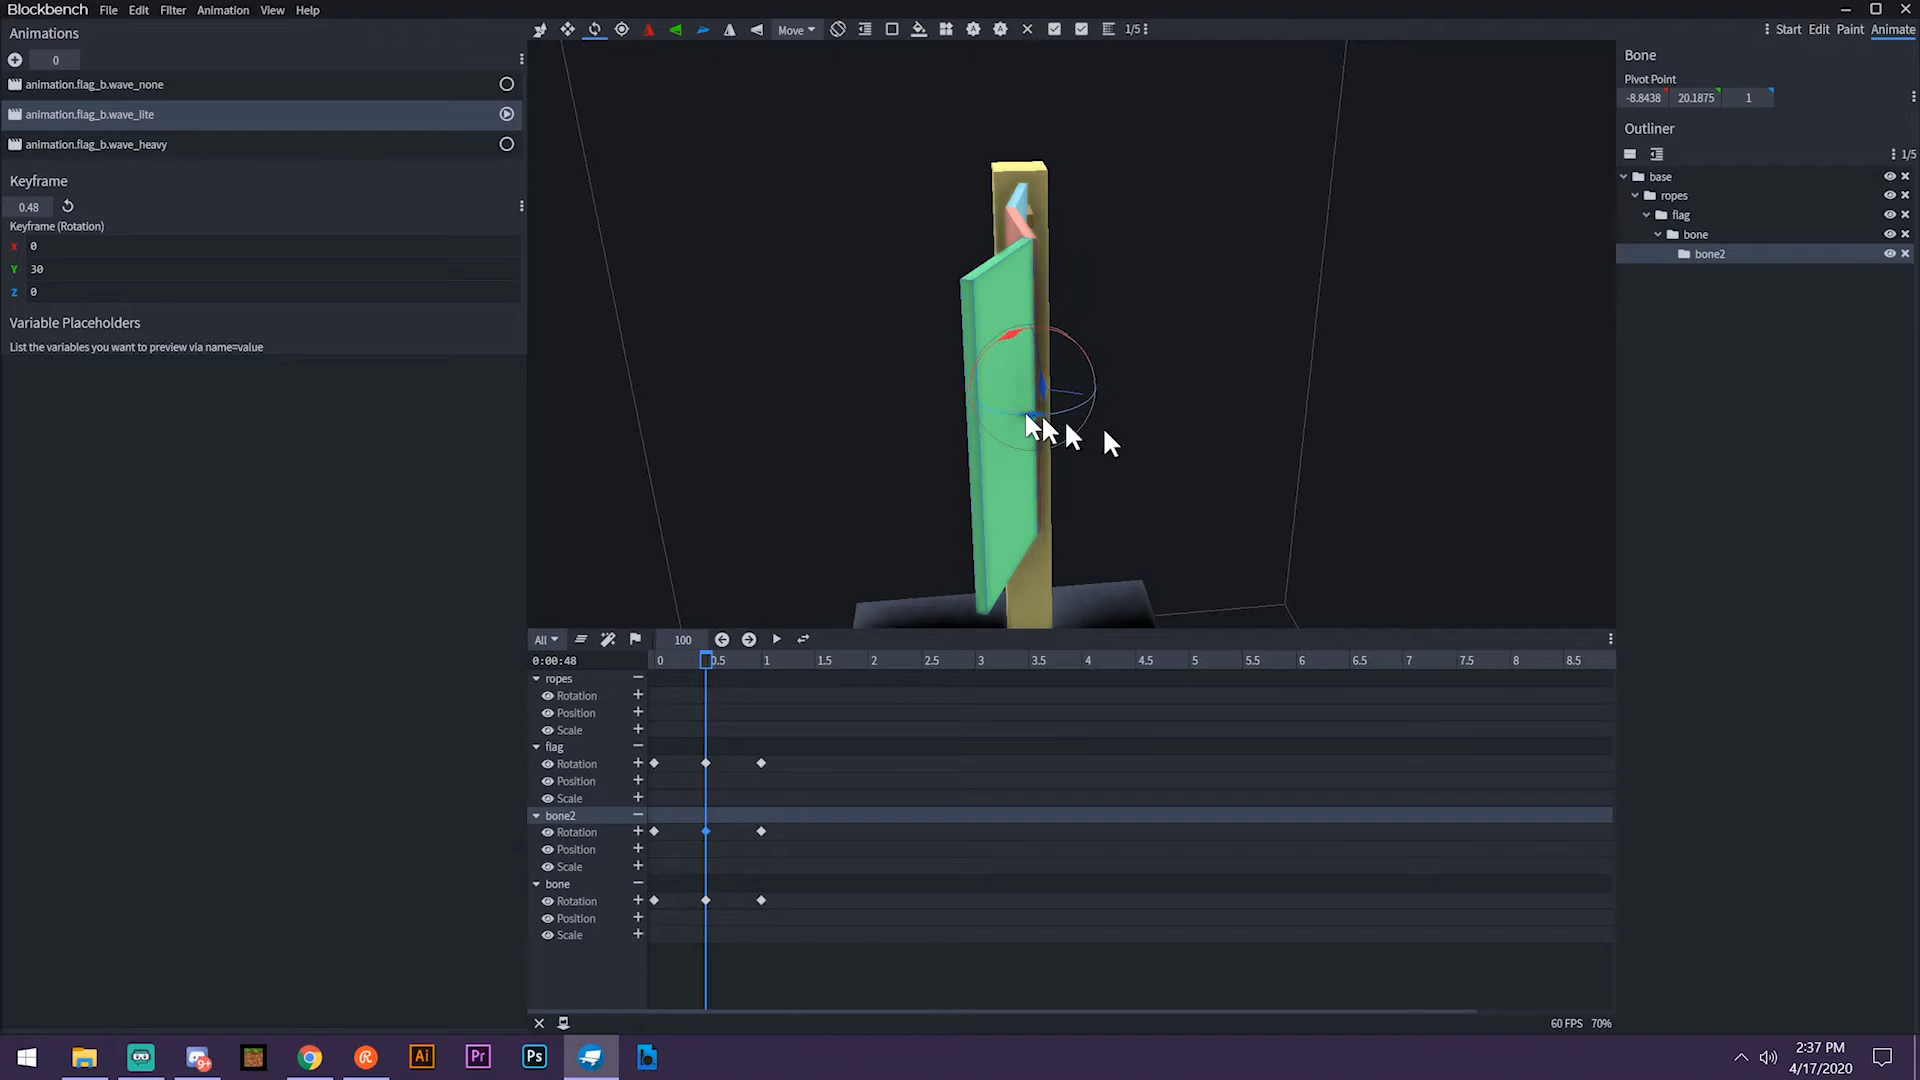 Blockbench File Edit Filter Animation View Help
Animations
0
animation.flag_b.wave_none
animation.flag_b.wave_lite
animation.flag_b.wave_heavy
Keyframe
0.48
Keyframe (Rotation)
X 0
Y 30
Z 0
Variable Placeholders
List the variables you want to preview via name=value
Move 1/5
Start Edit Paint Animate
Bone
Pivot Point
-8.8438 20.1875 1
Outliner
1/5
base
ropes
flag
bone
bone2
All 100
0:00:48 0 0.5 1 1.5 2 2.5 3 3.5 4 4.5 5 5.5 6 6.5 7 7.5 8 8.5
ropes
Rotation
Position
Scale
flag
Rotation
Position
Scale
bone2
Rotation
Position
Scale
bone
Rotation
Position
Scale
60 FPS 70%
9+ Ai Pr Ps
2:37 PM
4/17/2020